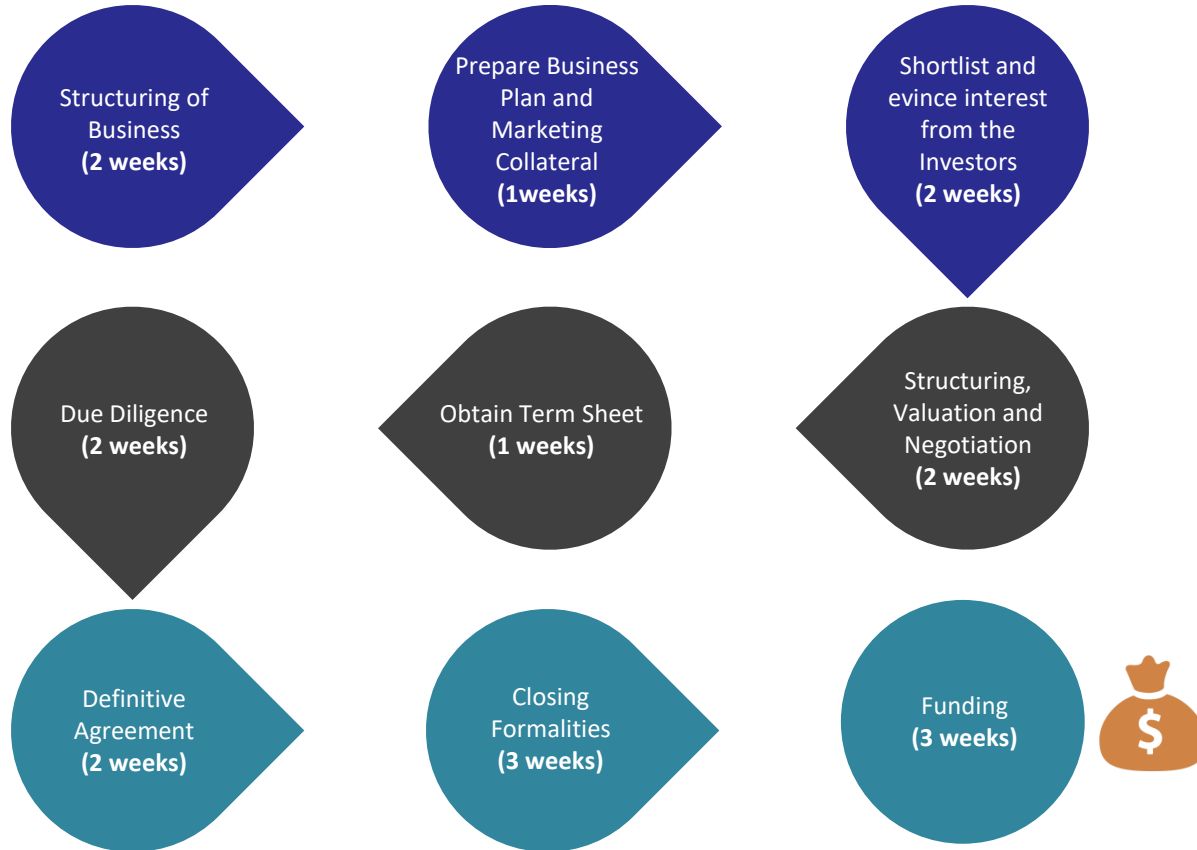 Structuring of
Business
(2 weeks)
Prepare Business
Plan and
Marketing
Collateral
(1weeks)
Shortlist and
evince interest
from the
Investors
(2 weeks)
Due Diligence
(2 weeks)
Obtain Term Sheet
(1 weeks)
Structuring,
Valuation and
Negotiation
(2 weeks)
Definitive
Agreement
(2 weeks)
Closing
Formalities
(3 weeks)
Funding
(3 weeks)
$